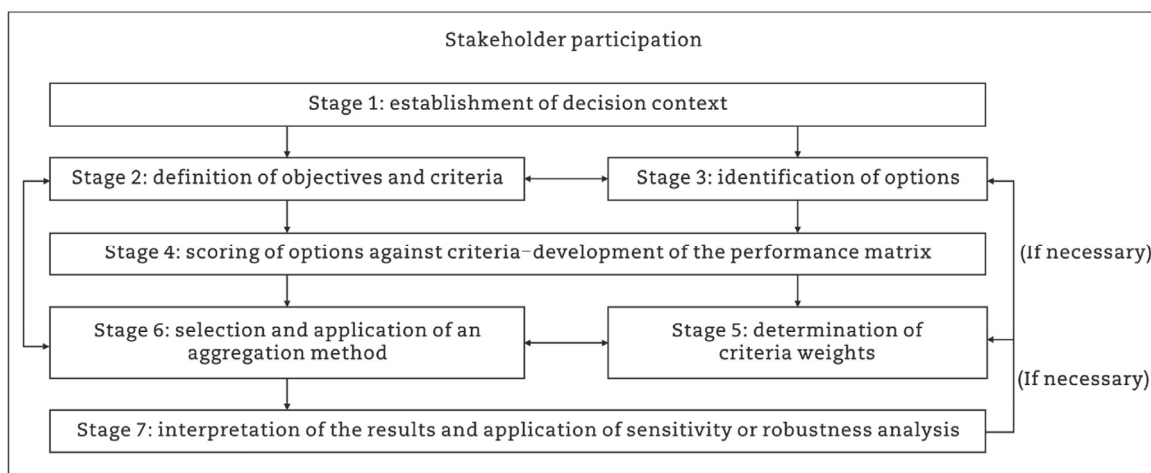 Stakeholder participation
Stage 1: establishment of decision context
Stage 2: definition of objectives and criteria
Stage 3: identification of options
Stage 4: scoring of options against criteria–development of the performance matrix
(If necessary)
Stage 6: selection and application of an
aggregation method
Stage 5: determination of
criteria weights
(If necessary)
Stage 7: interpretation of the results and application of sensitivity or robustness analysis